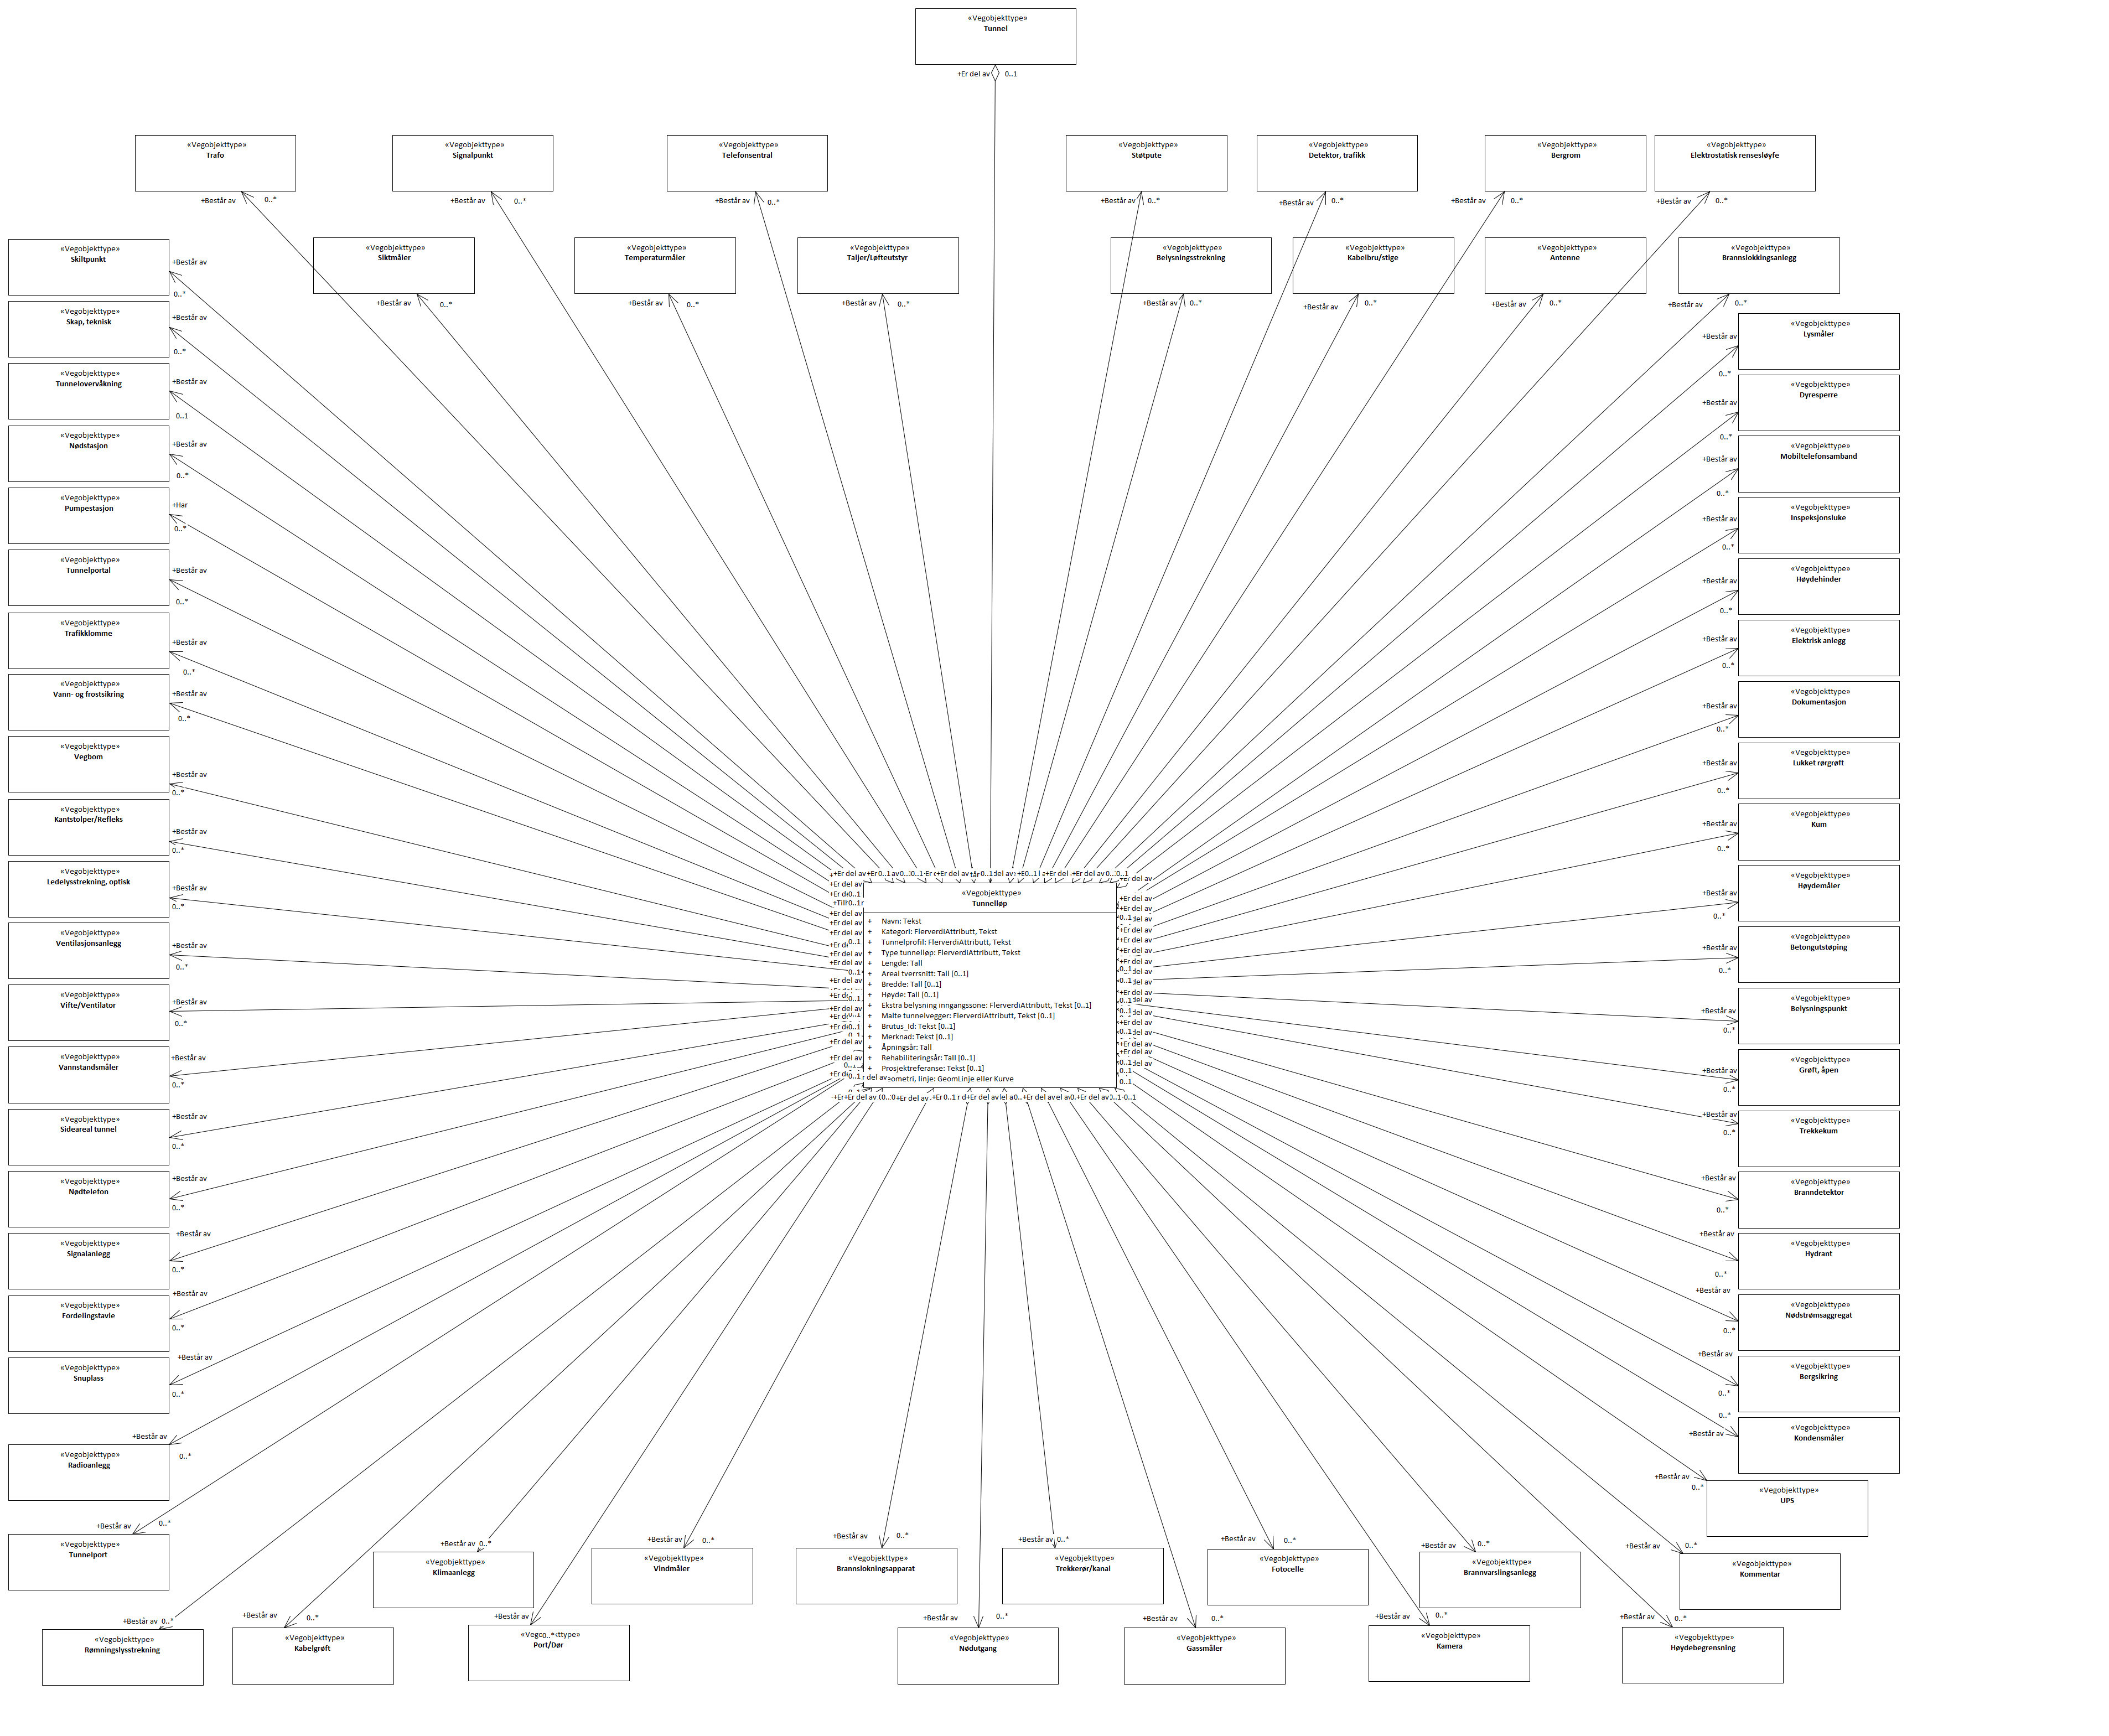 «Vegobjekttype»
Tunnel
+Er del av
0..1
«Vegobjekttype»
Trafo
+Består av
0..*
«Vegobjekttype»
Signalpunkt
+Består av
0..*
«Vegobjekttype»
Telefonsentral
+Består av
0..*
«Vegobjekttype»
Støtpute
+Består av
0..*
«Vegobjekttype»
Detektor, trafikk
+Består av
0..*
«Vegobjekttype»
Bergrom
+Består av
0..*
«Vegobjekttype»
Elektrostatisk rensesløyfe
+Består av
0..*
«Vegobjekttype»
Siktmåler
+Består av
0..*
«Vegobjekttype»
Temperaturmåler
+Består av
0..*
«Vegobjekttype»
Taljer/Løfteutstyr
+Består av
0..*
«Vegobjekttype»
Belysningsstrekning
+Består av
0..*
«Vegobjekttype»
Kabelbru/stige
+Består av
0..*
«Vegobjekttype»
Antenne
+Består av
0..*
«Vegobjekttype»
Brannslokkingsanlegg
+Består av
0..*
«Vegobjekttype»
Skiltpunkt
+Består av
0..*
«Vegobjekttype»
Skap, teknisk
+Består av
0..*
«Vegobjekttype»
Tunnelovervåkning
+Består av
0..1
«Vegobjekttype»
Nødstasjon
+Består av
0..*
«Vegobjekttype»
Pumpestasjon
+Har
0..*
«Vegobjekttype»
Tunnelportal
+Består av
0..*
«Vegobjekttype»
Trafikklomme
+Består av
0..*
«Vegobjekttype»
Vann- og frostsikring
+Består av
0..*
«Vegobjekttype»
Vegbom
+Består av
0..*
«Vegobjekttype»
Kantstolper/Refleks
+Består av
0..*
«Vegobjekttype»
Ledelysstrekning, optisk
+Består av
0..*
«Vegobjekttype»
Ventilasjonsanlegg
+Består av
0..*
«Vegobjekttype»
Vifte/Ventilator
+Består av
0..*
«Vegobjekttype»
Vannstandsmåler
+Består av
0..*
«Vegobjekttype»
Sideareal tunnel
+Består av
0..*
«Vegobjekttype»
Nødtelefon
+Består av
0..*
«Vegobjekttype»
Signalanlegg
+Består av
0..*
«Vegobjekttype»
Fordelingstavle
+Består av
0..*
«Vegobjekttype»
Snuplass
+Består av
0..*
«Vegobjekttype»
Radioanlegg
+Består av
0..*
«Vegobjekttype»
Tunnelport
+Består av
0..*
«Vegobjekttype»
Tunnelløp
+ Navn: Tekst
+ Kategori: FlerverdiAttributt, Tekst
+ Tunnelprofil: FlerverdiAttributt, Tekst
+ Type tunnelløp: FlerverdiAttributt, Tekst
+ Lengde: Tall
+ Areal tverrsnitt: Tall [0..1]
+ Bredde: Tall [0..1]
+ Høyde: Tall [0..1]
+ Ekstra belysning inngangssone: FlerverdiAttributt, Tekst [0..1]
+ Malte tunnelvegger: FlerverdiAttributt, Tekst [0..1]
+ Brutus_Id: Tekst [0..1]
+ Merknad: Tekst [0..1]
+ Åpningsår: Tall
+ Rehabiliteringsår: Tall [0..1]
+ Prosjektreferanse: Tekst [0..1]
linje: GeomLinje eller Kurve
+Er del av
0..1
«Vegobjekttype»
Lysmåler
+Består av
0..*
«Vegobjekttype»
Dyresperre
+Består av
0..*
«Vegobjekttype»
Mobiltelefonsamband
+Består av
0..*
«Vegobjekttype»
Inspeksjonsluke
+Består av
0..*
«Vegobjekttype»
Høydehinder
+Består av
0..*
«Vegobjekttype»
Elektrisk anlegg
+Består av
0..*
«Vegobjekttype»
Dokumentasjon
+Består av
0..*
«Vegobjekttype»
Lukket rørgrøft
+Består av
0..*
«Vegobjekttype»
Kum
+Består av
0..*
«Vegobjekttype»
Høydemåler
+Består av
0..*
«Vegobjekttype»
Betongutstøping
+Består av
0..*
«Vegobjekttype»
Belysningspunkt
+Består av
0..*
«Vegobjekttype»
Grøft, åpen
+Består av
0..*
«Vegobjekttype»
Trekkekum
+Består av
0..*
«Vegobjekttype»
Branndetektor
+Består av
0..*
«Vegobjekttype»
Hydrant
+Består av
0..*
«Vegobjekttype»
Nødstrømsaggregat
+Består av
0..*
«Vegobjekttype»
Bergsikring
+Består av
0..*
«Vegobjekttype»
Kondensmåler
+Består av
0..*
«Vegobjekttype»
UPS
+Består av
0..*
«Vegobjekttype»
Kommentar
+Består av
0..*
«Vegobjekttype»
Klimaanlegg
+Består av
0..*
«Vegobjekttype»
Vindmåler
+Består av
0..*
«Vegobjekttype»
Brannslokningsapparat
+Består av
0..*
«Vegobjekttype»
Trekkerør/kanal
+Består av
0..*
«Vegobjekttype»
Fotocelle
+Består av
0..*
«Vegobjekttype»
Brannvarslingsanlegg
+Består av
0..*
«Vegobjekttype»
Rømningslysstrekning
+Består av
0..*
«Vegobjekttype»
Kabelgrøft
+Består av
0..*
Port/Dør
+Består av
0..*
«Vegobjekttype»
Nødutgang
+Består av
0..*
«Vegobjekttype»
Gassmåler
+Består av
0..*
«Vegobjekttype»
Kamera
+Består av
0..*
«Vegobjekttype»
Høydebegrensning
+Består av
0..*